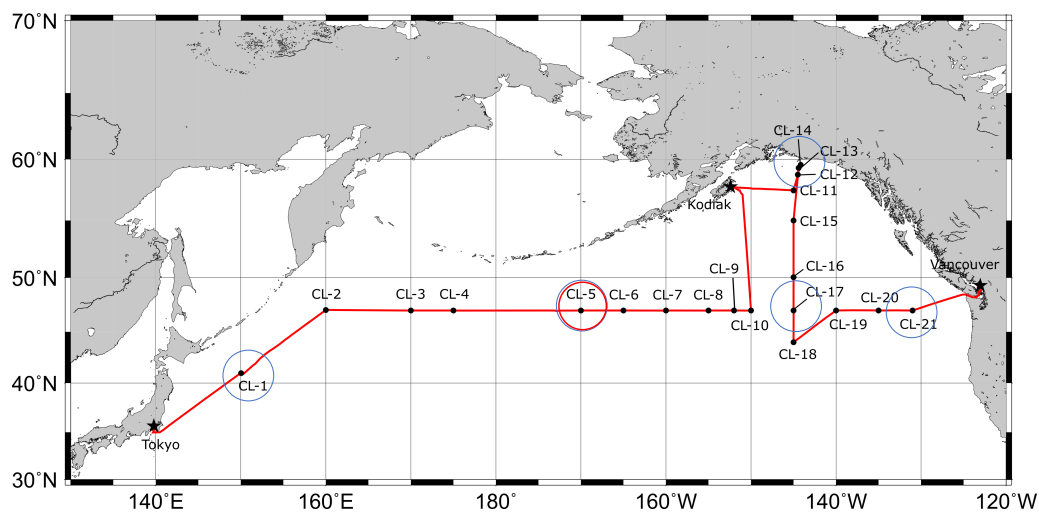 70˚N
CL-14
CL-13
60˚N
CL-12
CL-11
Kodiak
CL-15
Vancouver
CL-16
CL-9
50˚N
CL-2
CL-3
CL-4
CL-5
CL-6
CL-7
CL-8
CL-17
CL-20
CL-10
CL-19
CL-21
CL-18
CL-1
40˚N
Tokyo
30˚N
140˚E
160˚E
180˚
160˚W
140˚W
120˚W